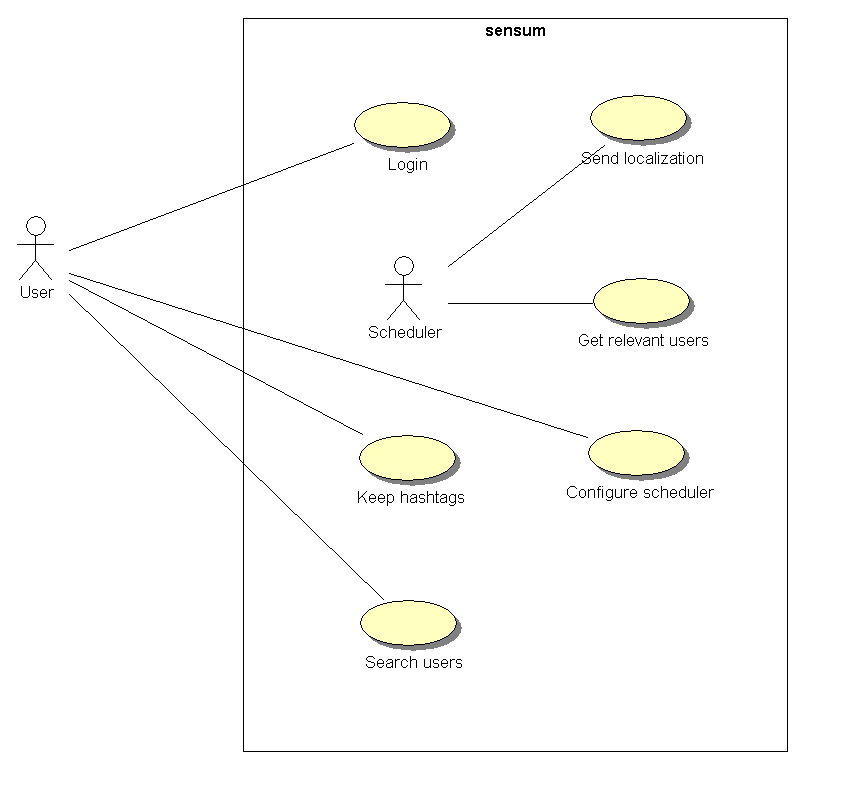 sensum
Login
Send localization
User
Scheduler
Get relevant users
Keep hashtags
Configure scheduler
Search users